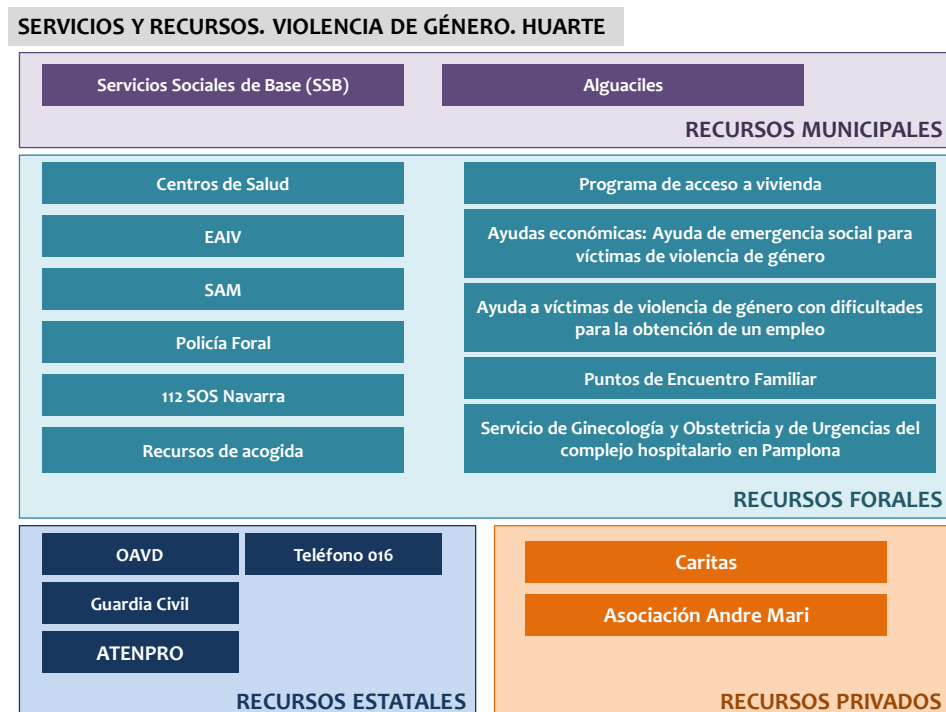 SERVICIOS Y RECURSOS. VIOLENCIA DE GÉNERO. HUARTE
Servicios Sociales de Base (SSB)
Alguaciles
RECURSOS MUNICIPALES
Centros de Salud
EAIV
SAM
Policía Foral
112 SOS Navarra
Recursos de acogida
Programa de acceso a vivienda
Ayudas económicas: Ayuda de emergencia social para
víctimas de violencia de género
Ayuda a víctimas de violencia de género con dificultades
para la obtención de un empleo
Puntos de Encuentro Familiar
Servicio de Ginecología y Obstetricia y de Urgencias del
complejo hospitalario en Pamplona
RECURSOS FORALES
OAVD
Teléfono 016
Guardia Civil
ATENPRO
RECURSOS ESTATALES
Caritas
Asociación Andre Mari
RECURSOS PRIVADOS